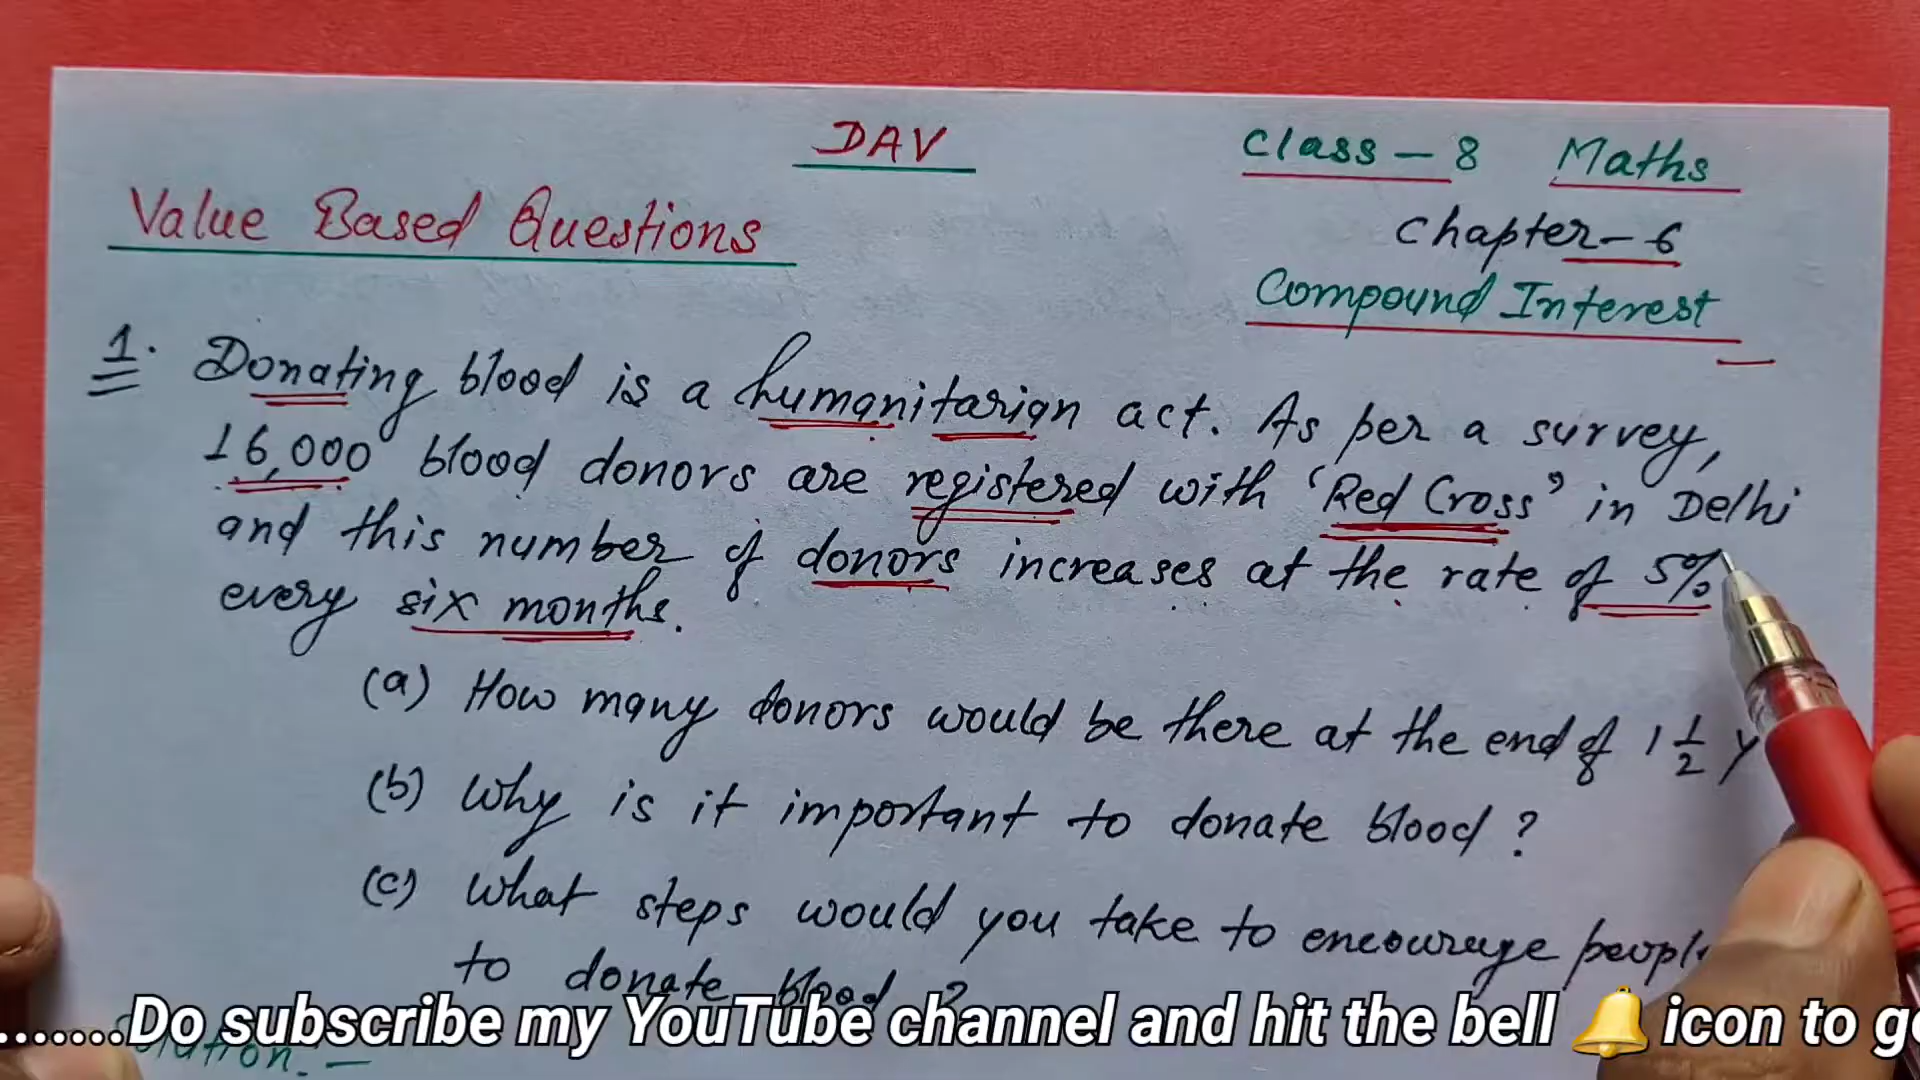 DAV
Class - 8 Maths
Value Based Questions
Chapter - 6
Compound Interest
1. Donating blood is a humanitarian act. As per a survey,
16,000 blood donors are registered with 'Red Cross' in Delhi
and this number of donors increases at the rate of 5%
every six months.
(a) How many donors would be there at the end of 1 1/2 y
(b) Why is it important to donate blood ?
(c) What steps would you take to encourage peopl
to donate blood ?
.......Do subscribe my YouTube channel and hit the bell 🔔 icon to ge